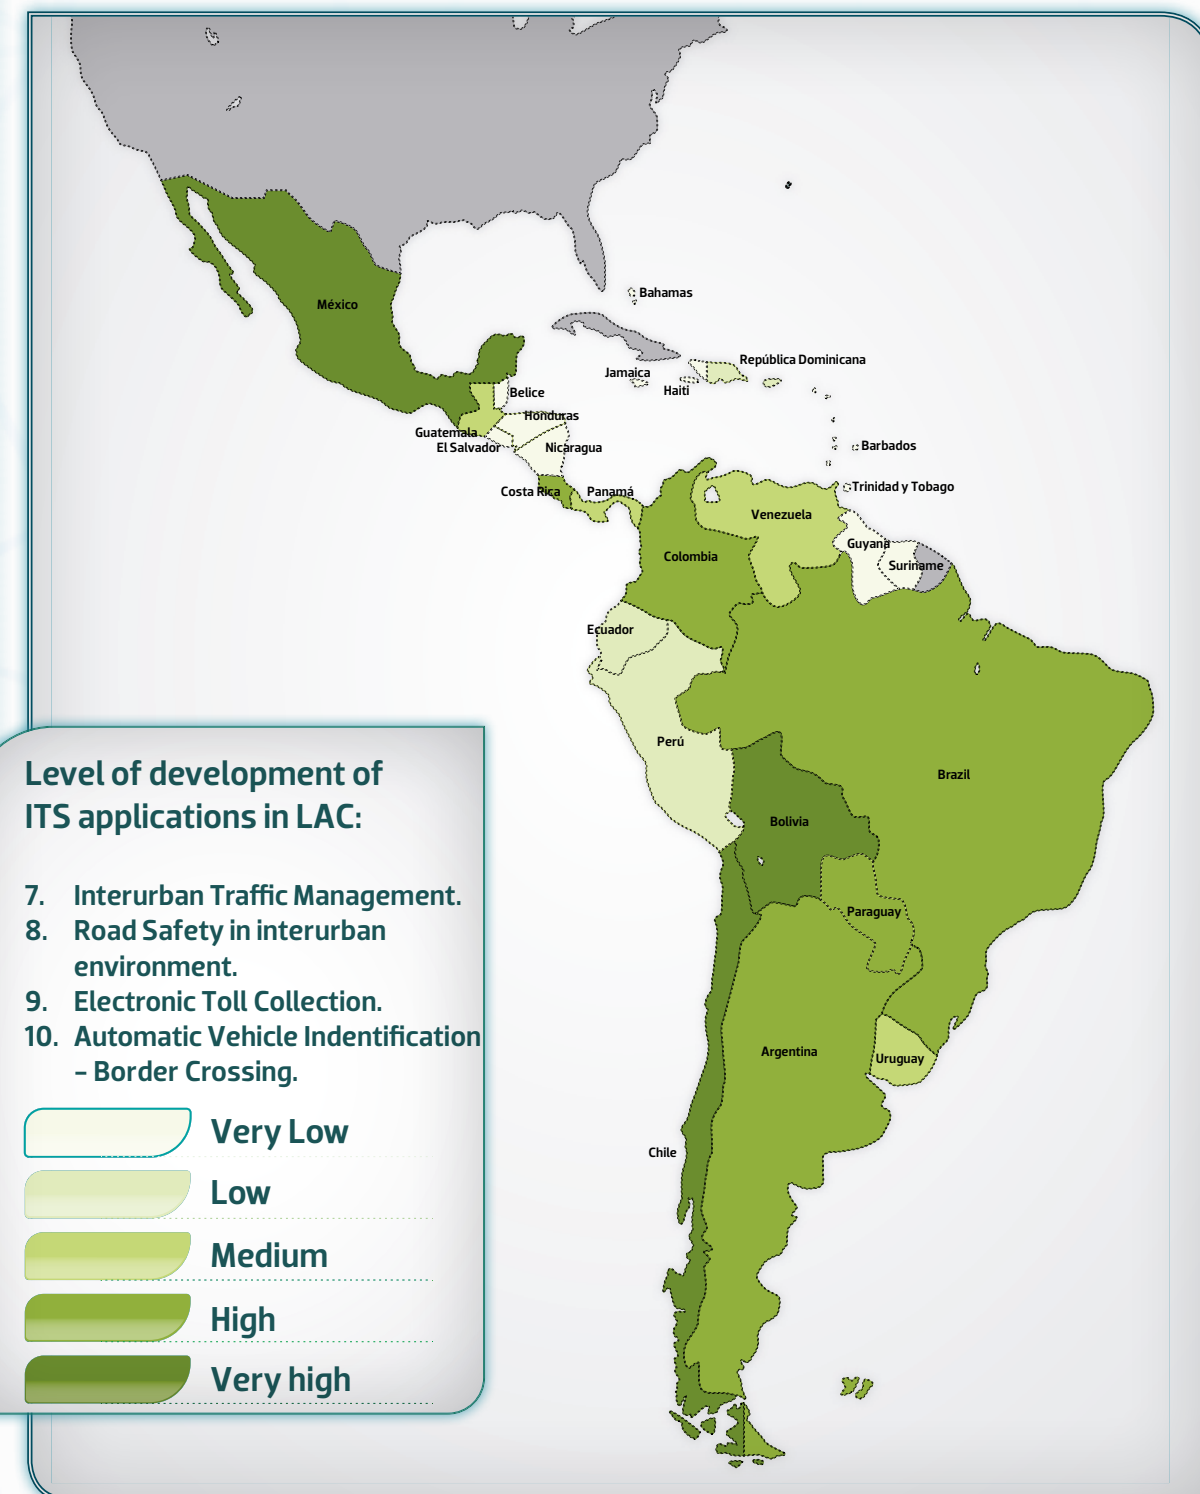 México
Bahamas
República Dominicana
Jamaica
Haiti
Belice
Honduras
Guatemala
El Salvador
Nicaragua
Barbados
Costa Rica
Panamá
Trinidad y Tobago
Venezuela
Guyana
Colombia
Suriname
Ecuador
Perú
Brazil
Bolivia
Paraguay
Argentina
Uruguay
Chile
Level of development of
ITS applications in LAC:
7. Interurban Traffic Management.
8. Road Safety in interurban
environment.
9. Electronic Toll Collection.
10. Automatic Vehicle Indentification
– Border Crossing.
Very Low
Low
Medium
High
Very high